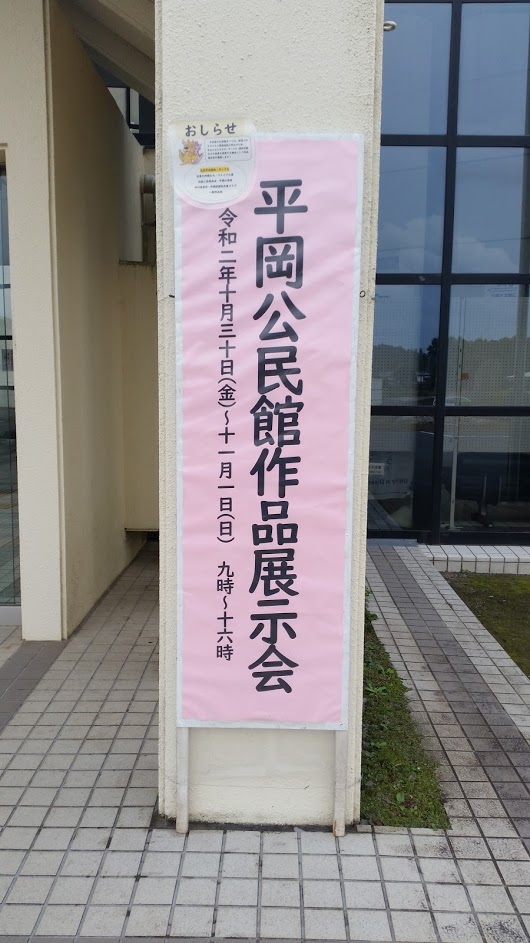 おしらせ
平岡公民館作品展示会
令和二年十月三十日(金)～十一月一日(日) 九時～十六時